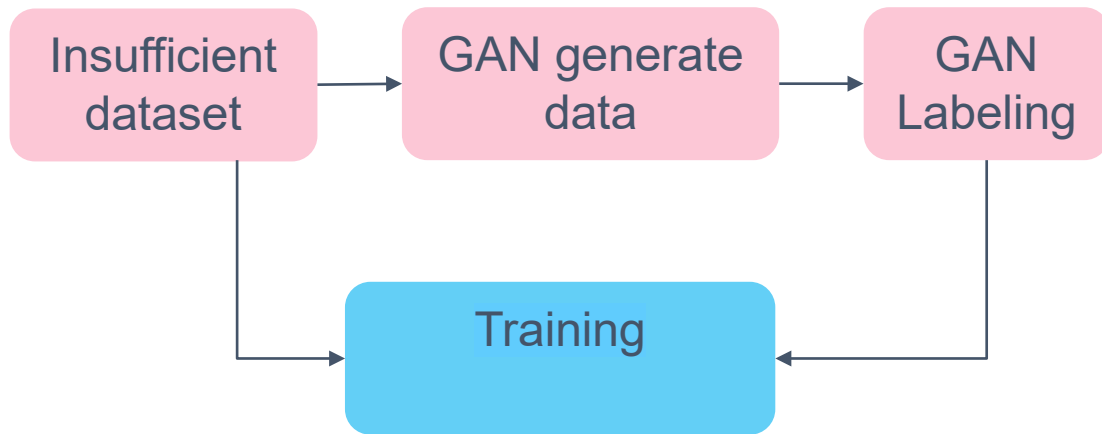 Insufficient
dataset
GAN generate
data
GAN
Labeling
Training